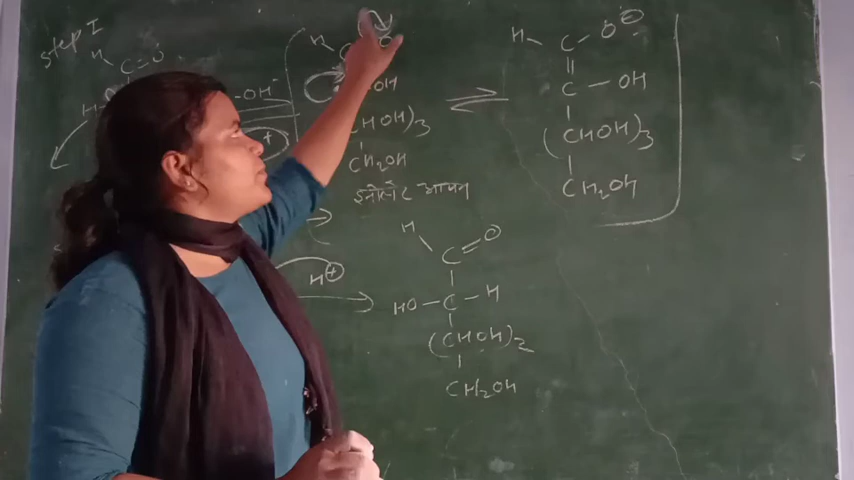 Step I
H
C=O
H
-OH⁻
⊕
H
C
O
OH
(CHOH)3
CH2OH
इनोलेट आयन
⇌
H
C - O⊖
||
C - OH
(CHOH)3
CH2OH
H⊕
H
C=O
HO-C-H
(CHOH)2
CH2OH